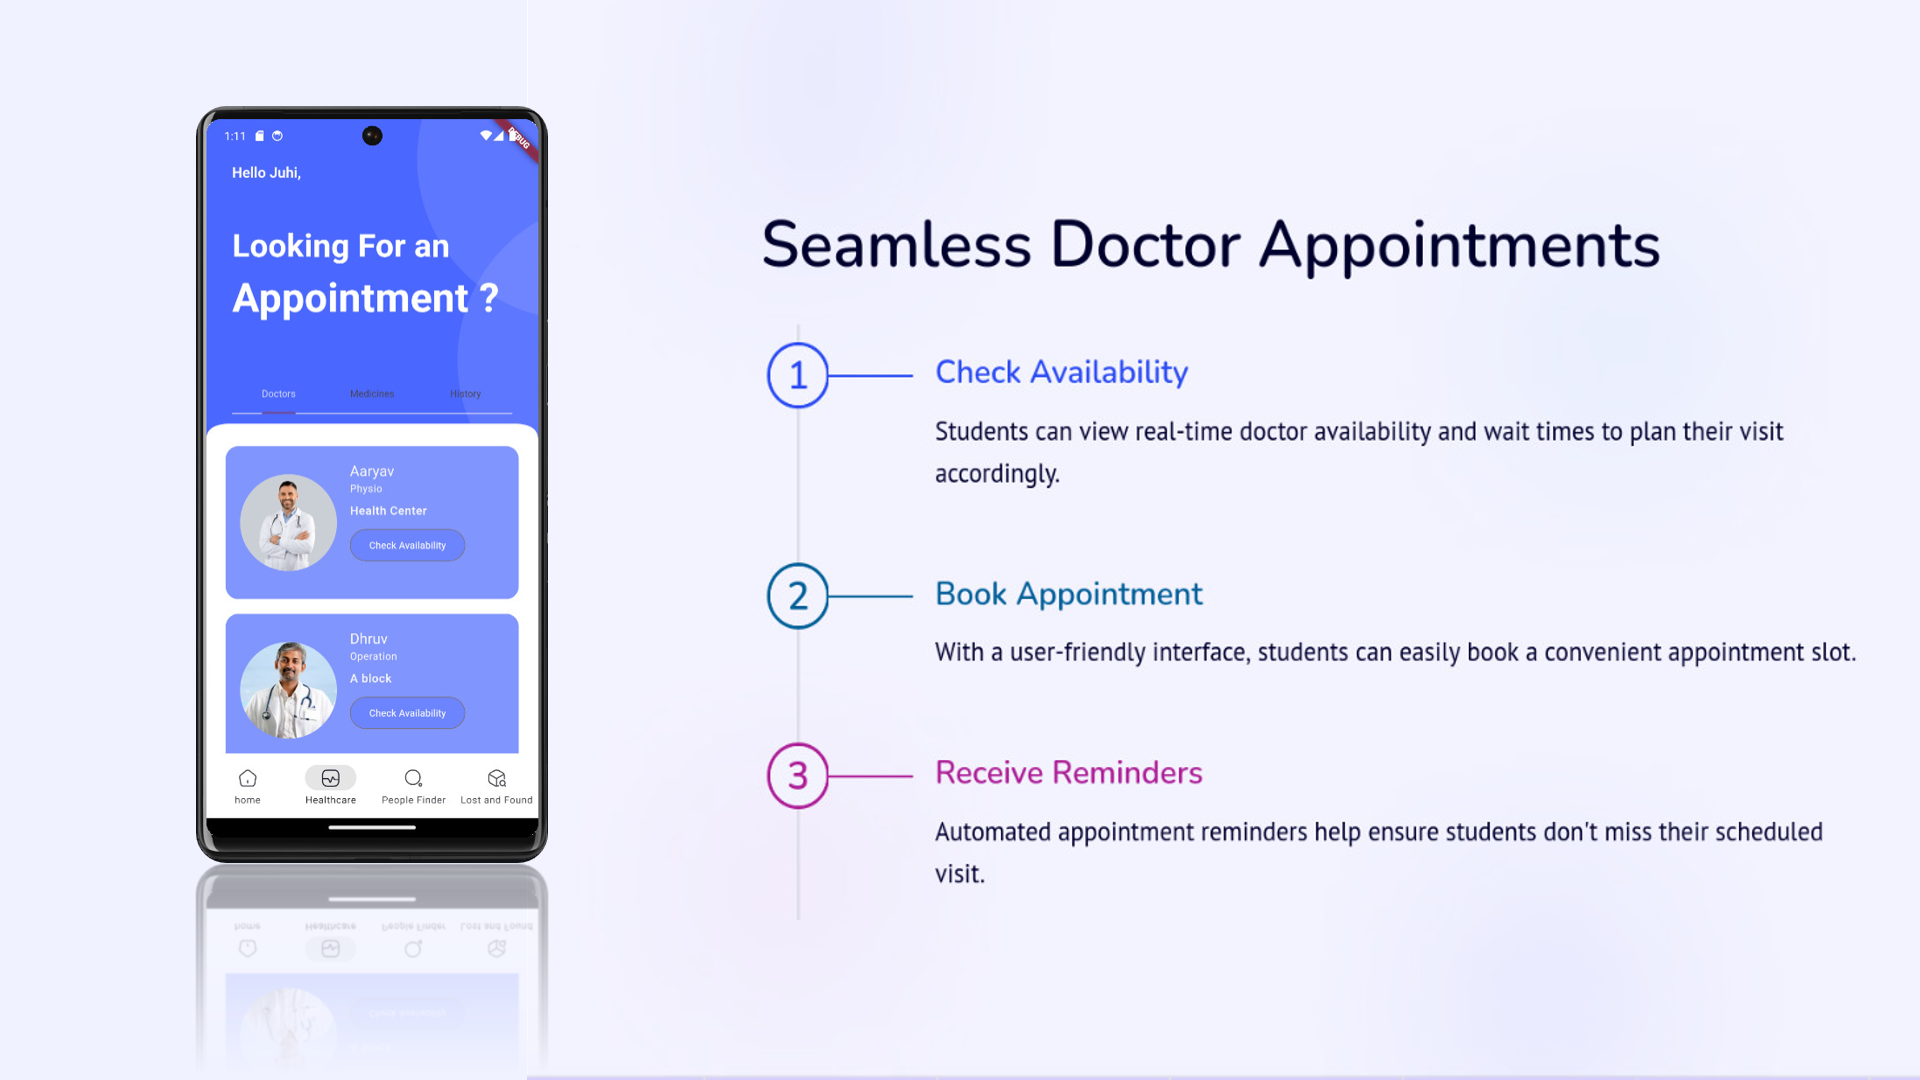 1:11
DEBUG
Hello Juhi,
Looking For an
Appointment ?
Doctors Medicines History
Aaryav
Physio
Health Center
Check Availability
Dhruv
Operation
A block
Check Availability
home Healthcare People Finder Lost and Found
Seamless Doctor Appointments
1 Check Availability
Students can view real-time doctor availability and wait times to plan their visit
accordingly.
2 Book Appointment
With a user-friendly interface, students can easily book a convenient appointment slot.
3 Receive Reminders
Automated appointment reminders help ensure students don't miss their scheduled
visit.